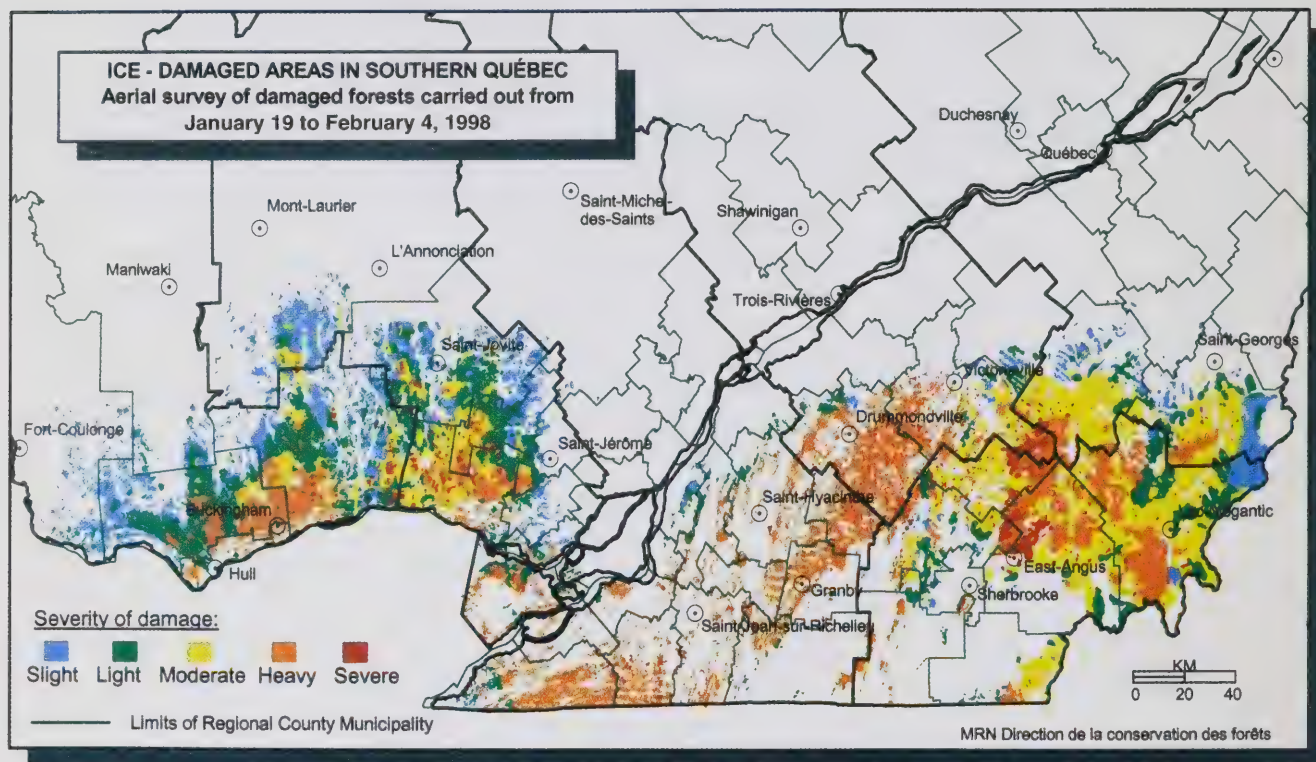 ICE - DAMAGED AREAS IN SOUTHERN QUÉBEC
Aerial survey of damaged forests carried out from
January 19 to February 4, 1998
Duchesnay
Québec
Mont-Laurier
Saint-Michel-
des-Saints
Shawinigan
L'Annonciation
Maniwaki
Trois-Rivières
Saint-Jovite
Saint-Georges
Victoriaville
Drummondville
Fort-Coulonge
Saint-Jérôme
Saint-Hyacinthe
Buckingham
Lac-Mégantic
Hull
East-Angus
Granby
Sherbrooke
Saint-Jean-sur-Richelieu
Severity of damage:
Slight Light Moderate Heavy Severe
KM
0 20 40
Limits of Regional County Municipality
MRN Direction de la conservation des forêts